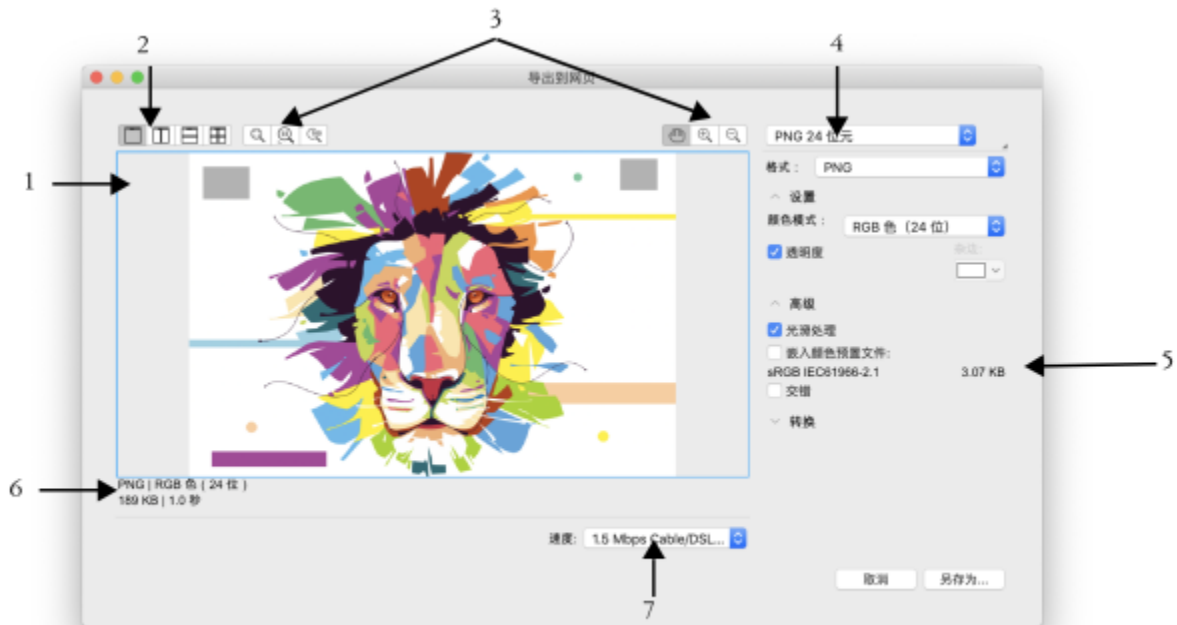 3
2
4
导出到网页
PNG 24 位元
1
格式： PNG
设置
颜色模式： RGB 色（24 位）
透明度
杂边:
高级
光滑处理
嵌入颜色预置文件:
sRGB IEC61966-2.1 3.07 KB
5
交错
转换
6
PNG | RGB 色 ( 24 位 )
189 KB | 1.0 秒
速度: 1.5 Mbps Cable/DSL...
取消 另存为...
7